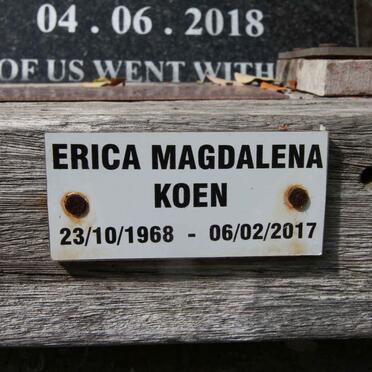 04.06.2018
OF US WENT WITH
ERICA MAGDALENA
KOEN
23/10/1968 - 06/02/2017